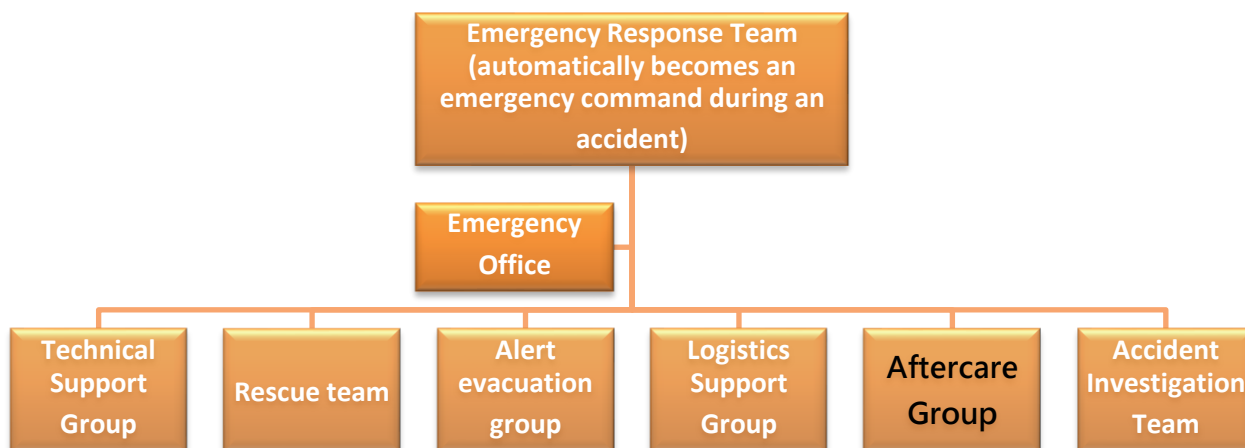 Emergency Response Team
(automatically becomes an
emergency command during an
accident)
Emergency
Office
Technical
Support
Group
Rescue team
Alert
evacuation
group
Logistics
Support
Group
Aftercare
Group
Accident
Investigation
Team